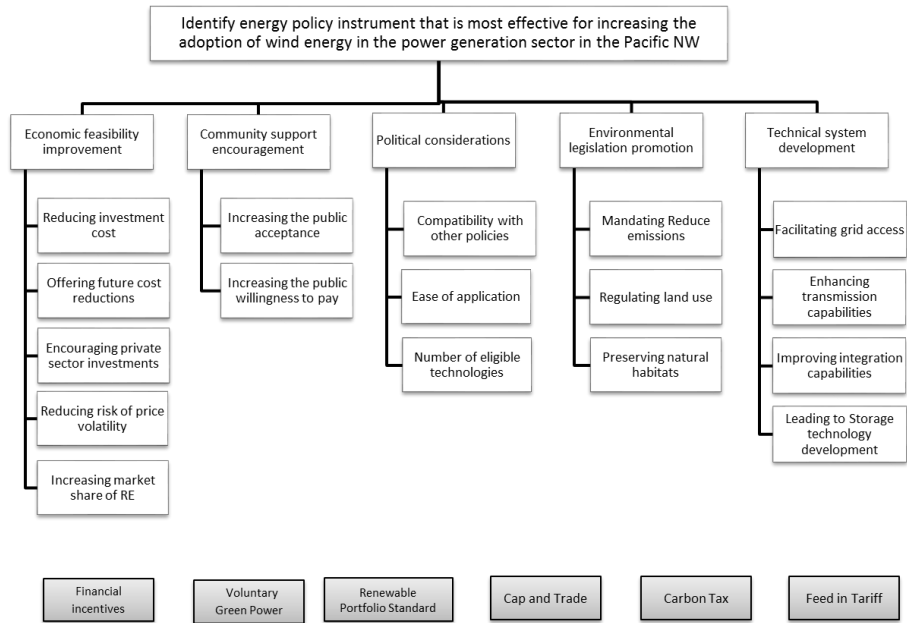 Identify energy policy instrument that is most effective for increasing the
adoption of wind energy in the power generation sector in the Pacific NW
Economic feasibility
improvement
Reducing investment
cost
Offering future cost
reductions
Encouraging private
sector investments
Reducing risk of price
volatility
Increasing market
share of RE
Community support
encouragement
Increasing the public
acceptance
Increasing the public
willingness to pay
Political considerations
Compatibility with
other policies
Ease of application
Number of eligible
technologies
Environmental
legislation promotion
Mandating Reduce
emissions
Regulating land use
Preserving natural
habitats
Technical system
development
Facilitating grid access
Enhancing
transmission
capabilities
Improving integration
capabilities
Leading to Storage
technology
development
Financial
incentives
Voluntary
Green Power
Renewable
Portfolio Standard
Cap and Trade
Carbon Tax
Feed in Tariff